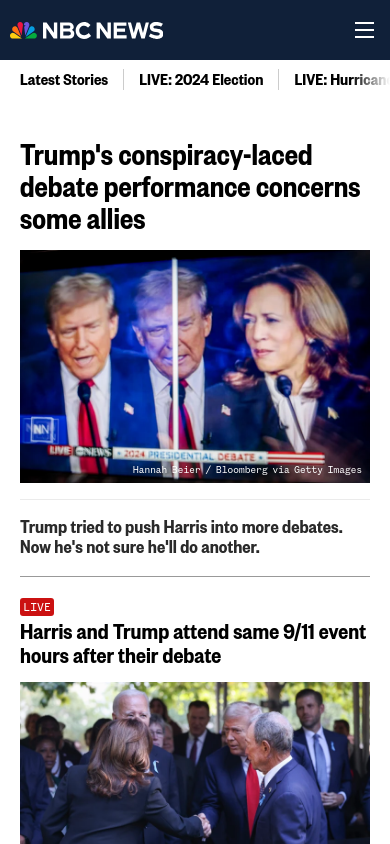 NBC NEWS
Latest Stories
LIVE: 2024 Election
LIVE: Hurrican
Trump's conspiracy-laced
debate performance concerns
some allies
LIVE abc NEWS
2024 PRESIDENTIAL DEBATE
Hannah Beier / Bloomberg via Getty Images
Trump tried to push Harris into more debates.
Now he's not sure he'll do another.
LIVE
Harris and Trump attend same 9/11 event
hours after their debate